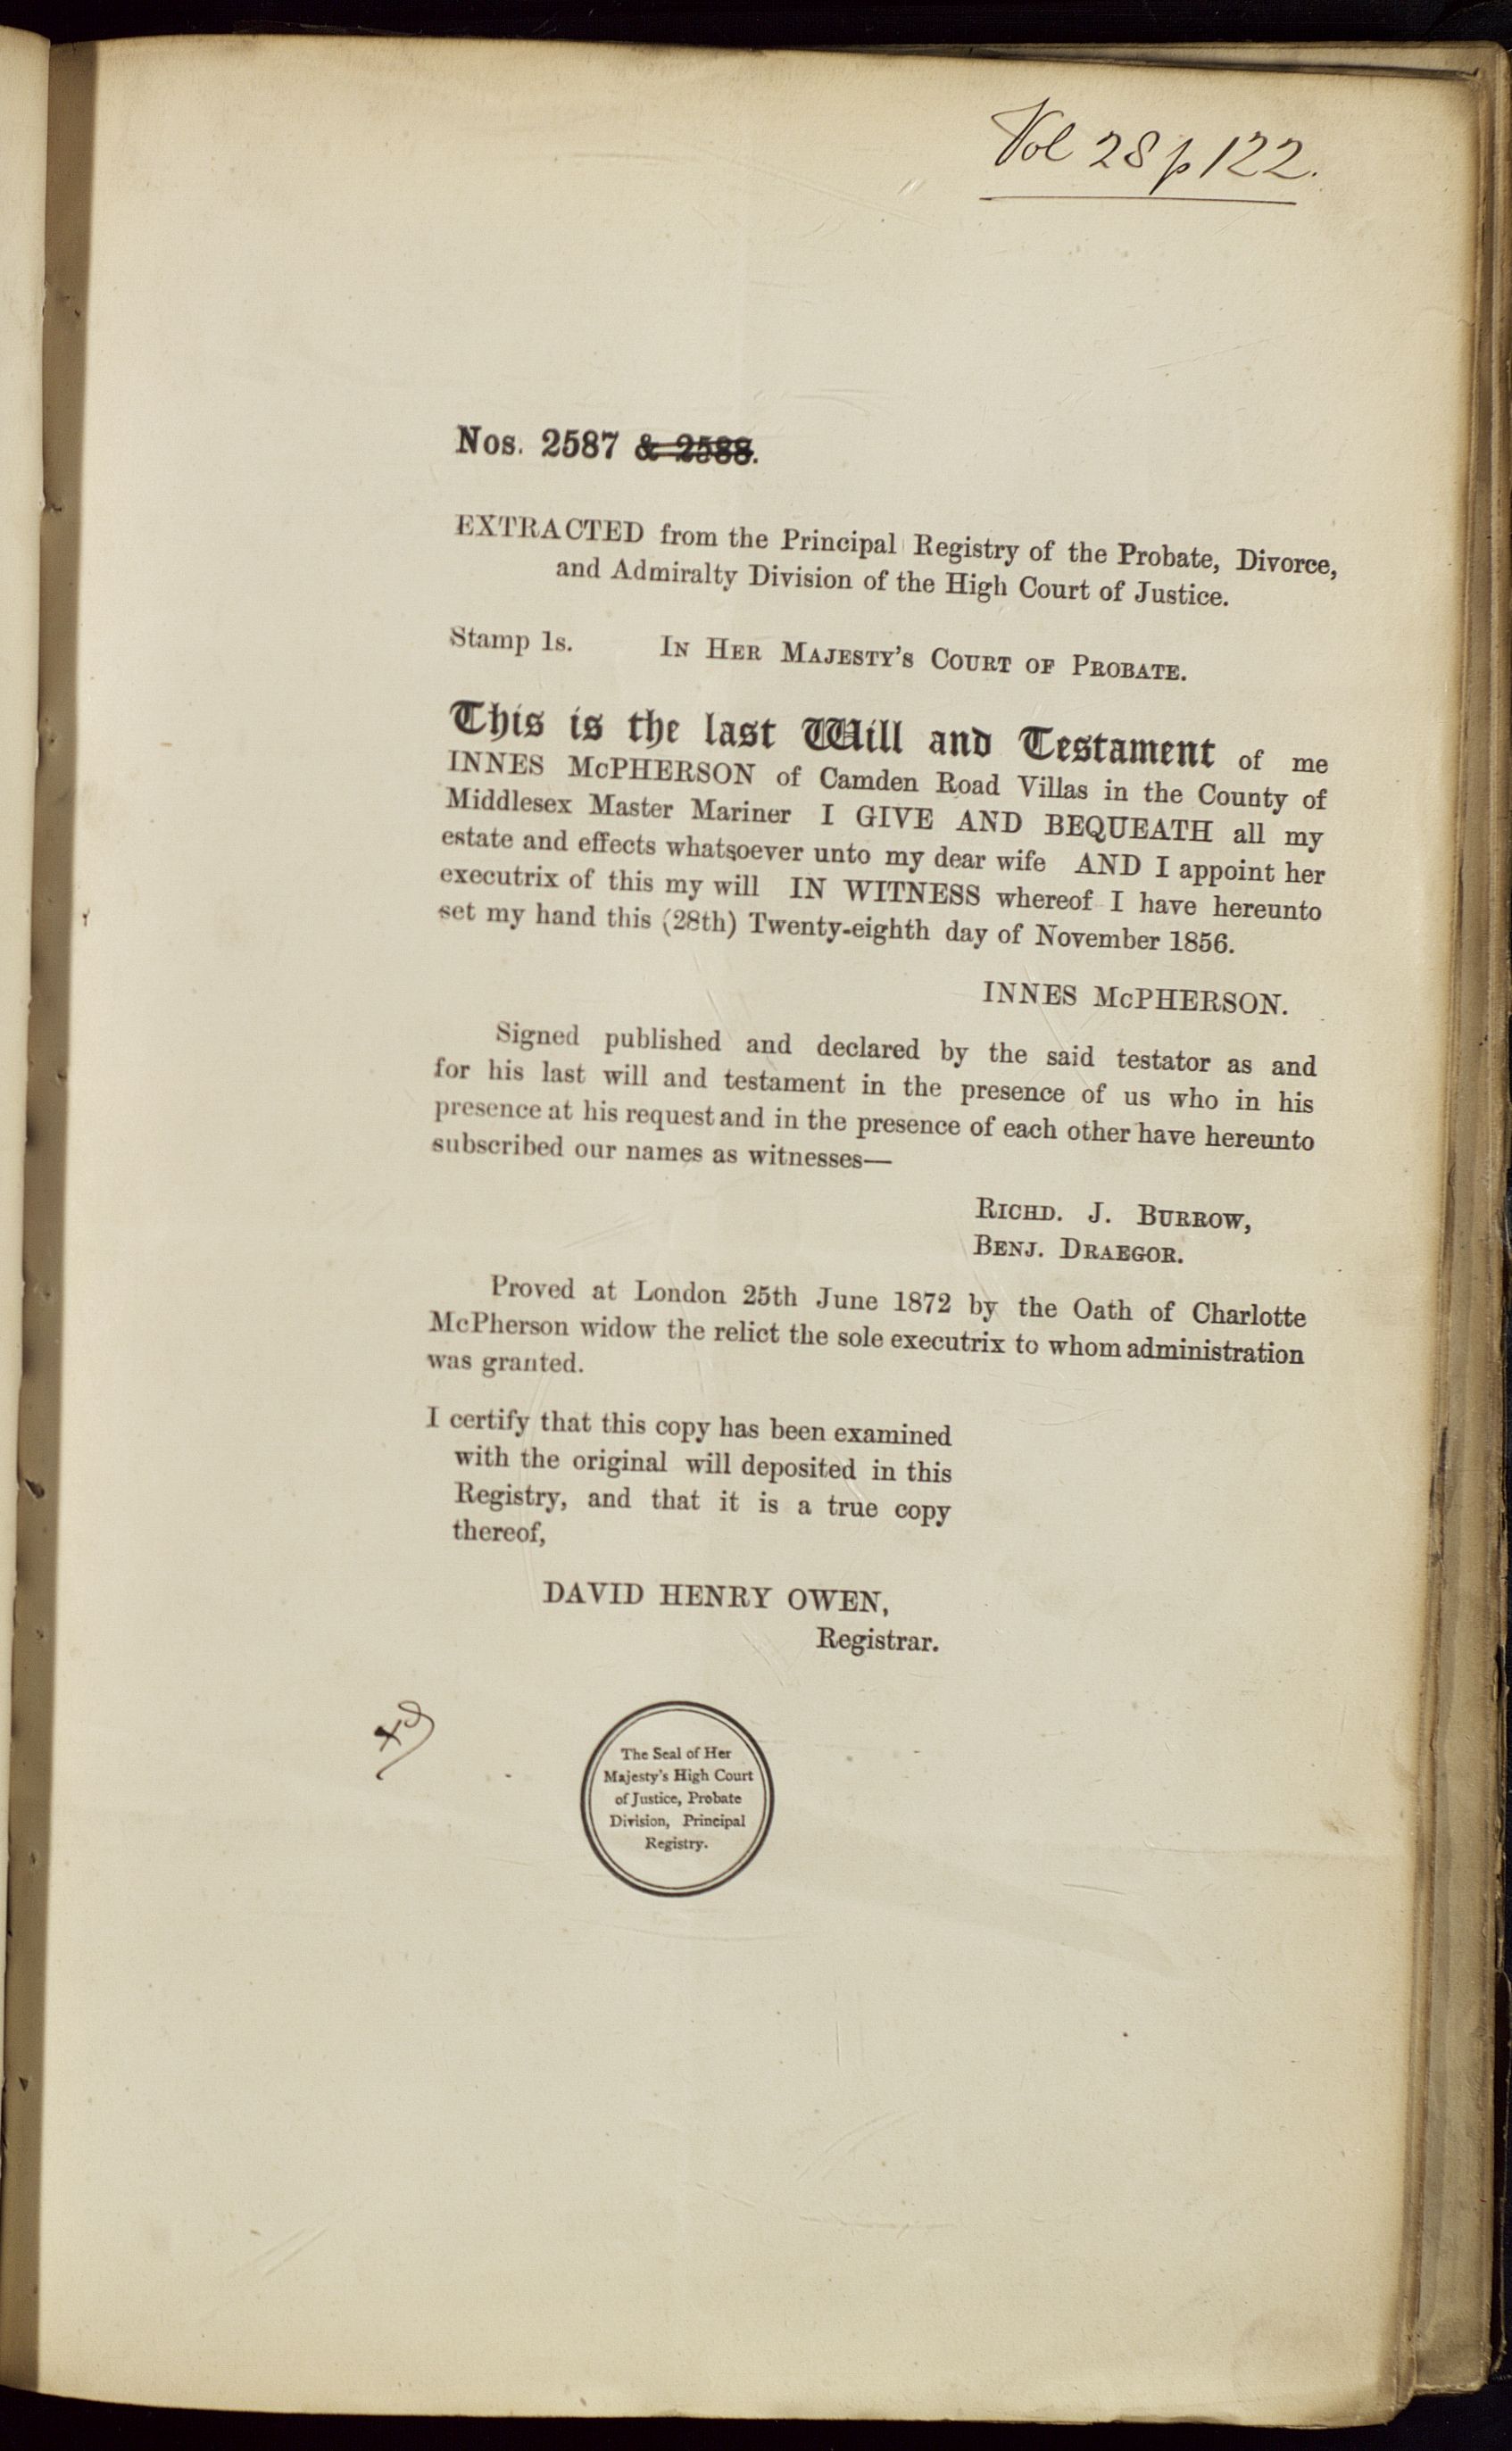 Vol 28 p 122.
Nos. 2587 & 2588.
EXTRACTED from the Principal Registry of the Probate, Divorce,
and Admiralty Division of the High Court of Justice.
Stamp 1s. IN HER MAJESTY'S COURT OF PROBATE.
This is the last Will and Testament of me
INNES McPHERSON of Camden Road Villas in the County of
Middlesex Master Mariner I GIVE AND BEQUEATH all my
estate and effects whatsoever unto my dear wife AND I appoint her
executrix of this my will IN WITNESS whereof I have hereunto
set my hand this (28th) Twenty-eighth day of November 1856.
INNES McPHERSON.
Signed published and declared by the said testator as and
for his last will and testament in the presence of us who in his
presence at his request and in the presence of each other have hereunto
subscribed our names as witnesses—
RICHD. J. BURROW,
BENJ. DRAEGOR.
Proved at London 25th June 1872 by the Oath of Charlotte
McPherson widow the relict the sole executrix to whom administration
was granted.
I certify that this copy has been examined
with the original will deposited in this
Registry, and that it is a true copy
thereof,
DAVID HENRY OWEN,
Registrar.
The Seal of Her
Majesty's High Court
of Justice, Probate
Division, Principal
Registry.